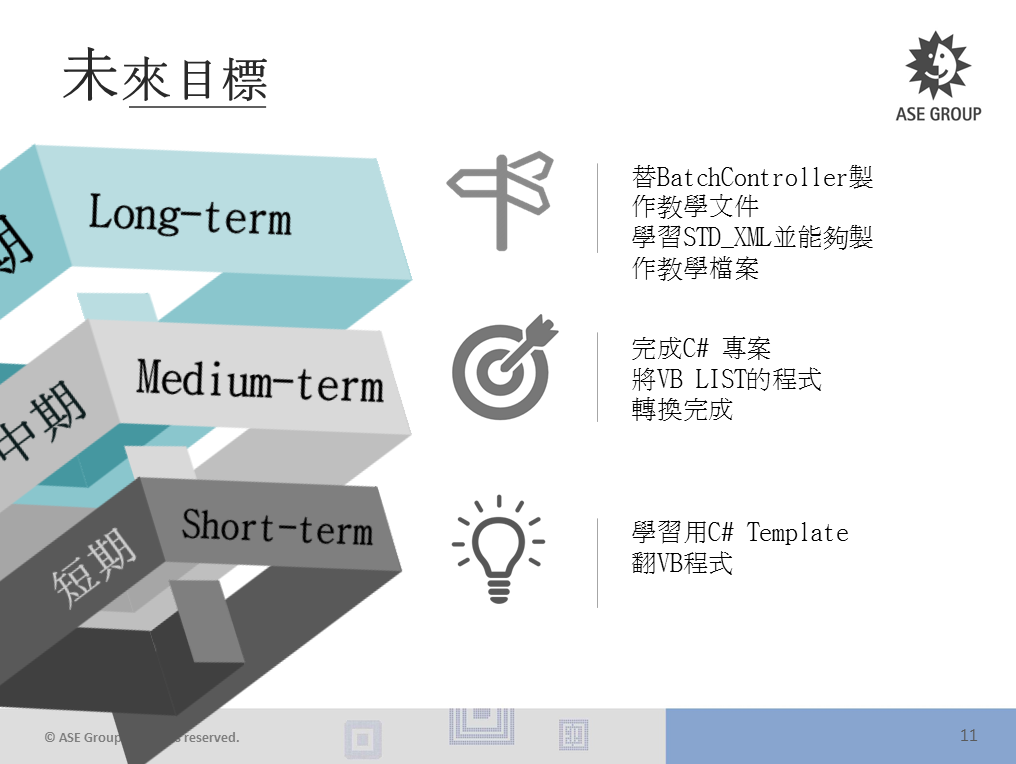 未來目標
ASE GROUP
期
Long-term
替BatchController製
作教學文件
學習STD_XML並能夠製
作教學檔案
中期
Medium-term
完成C# 專案
將VB LIST的程式
轉換完成
短期
Short-term
學習用C# Template
翻VB程式
© ASE Group
reserved.
11